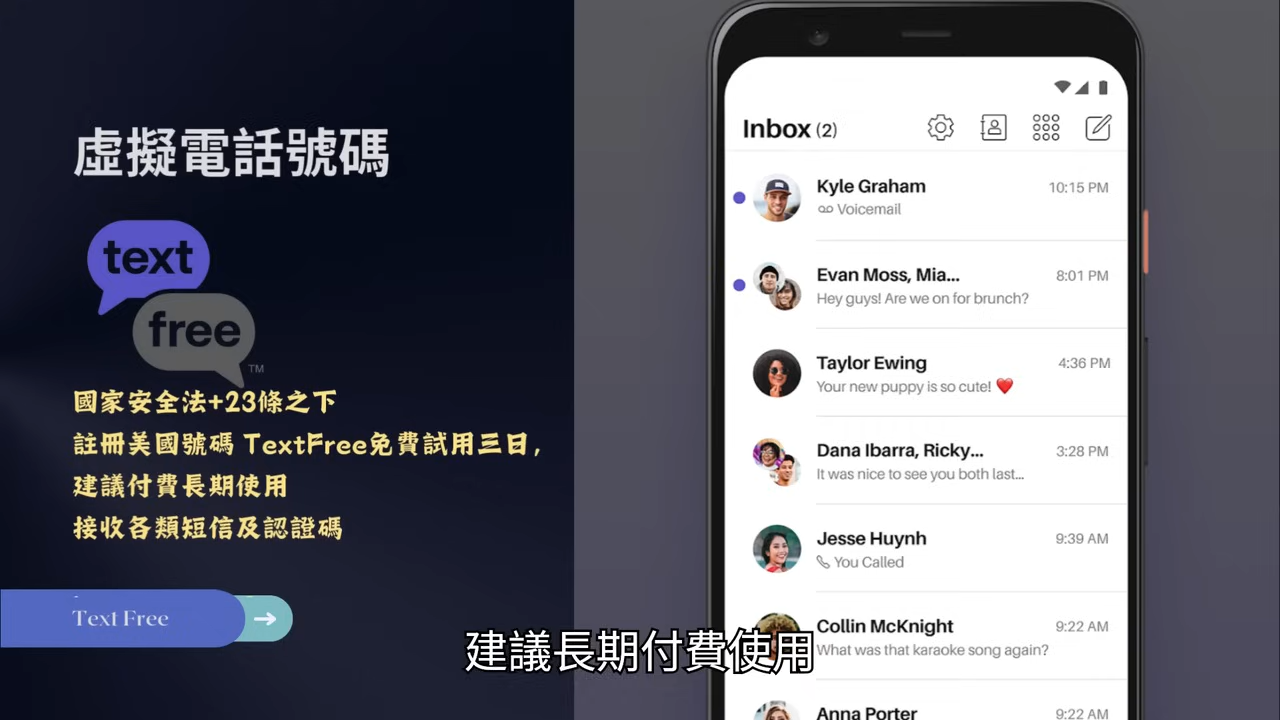 虛擬電話號碼
text
free
TM
國家安全法+23條之下
註冊美國號碼 TextFree免費試用三日,
建議付費長期使用
接收各類短信及認證碼
Text Free
Inbox (2)
Kyle Graham
10:15 PM
Voicemail
Evan Moss, Mia...
8:01 PM
Hey guys! Are we on for brunch?
Taylor Ewing
4:36 PM
Your new puppy is so cute! ❤️
Dana Ibarra, Ricky...
3:28 PM
It was nice to see you both last...
Jesse Huynh
9:39 AM
You Called
Collin McKnight
9:22 AM
What was that karaoke song again?
Anna Porter
9:22 AM
建議長期付費使用